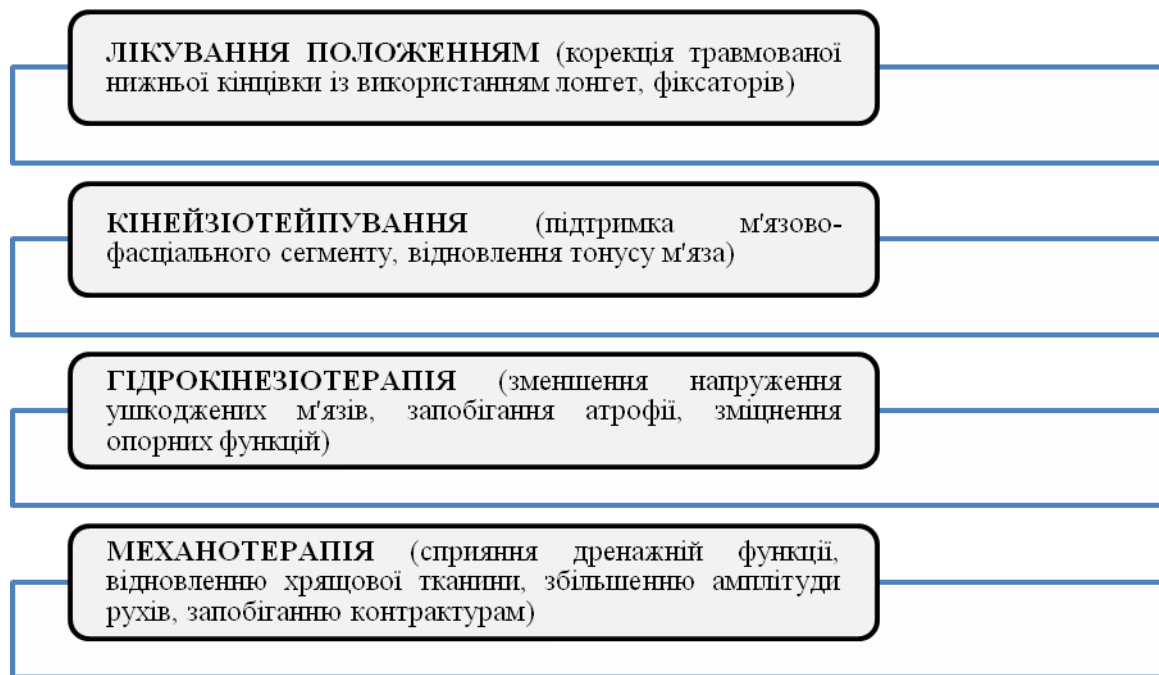 ЛІКУВАННЯ ПОЛОЖЕННЯМ (корекція травмованої
нижньої кінцівки із використанням лонгет, фіксаторів)
КІНЕЙЗІОТЕЙПУВАННЯ (підтримка м'язово-
фасціального сегменту, відновлення тонусу м'яза)
ГІДРОКІНЕЗІОТЕРАПІЯ (зменшення напруження
ушкоджених м'язів, запобігання атрофії, зміцнення
опорних функцій)
МЕХАНОТЕРАПІЯ (сприяння дренажній функції,
відновленню хрящової тканини, збільшенню амплітуди
рухів, запобіганню контрактурам)